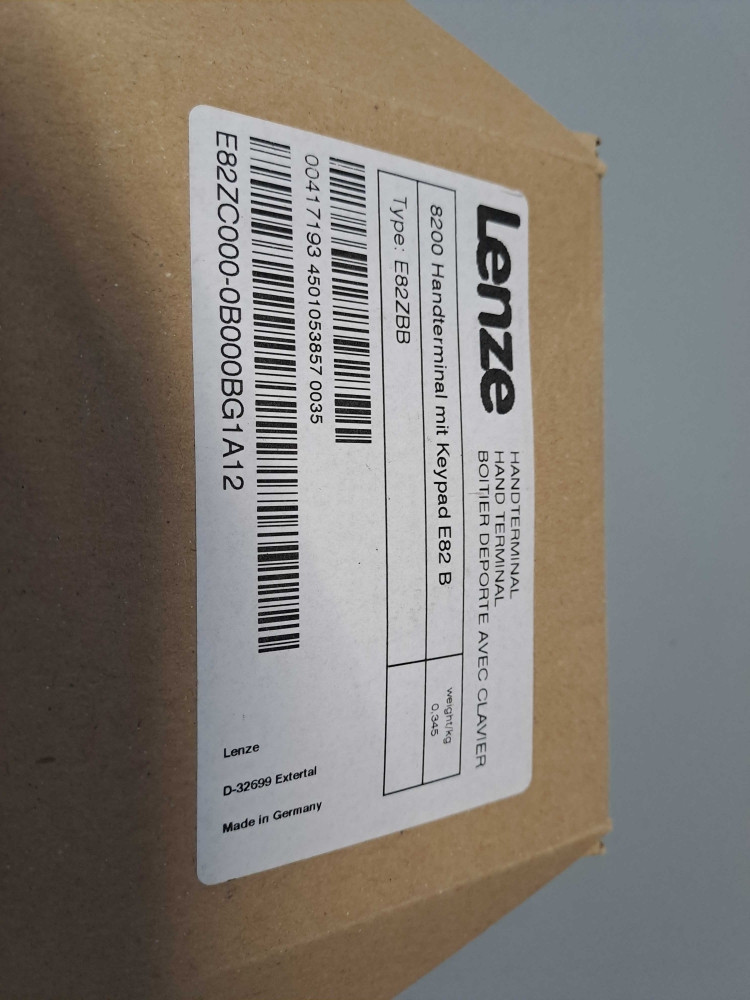 Lenze
HANDTERMINAL
HAND TERMINAL
BOITIER DEPORTE AVEC CLAVIER
8200 Handterminal mit Keypad E82 B
weight/kg
0,345
Type: E82ZBB
00417193 4501053857 0035
E82ZC000-0B000BG1A12
Lenze
D-32699 Extertal
Made in Germany